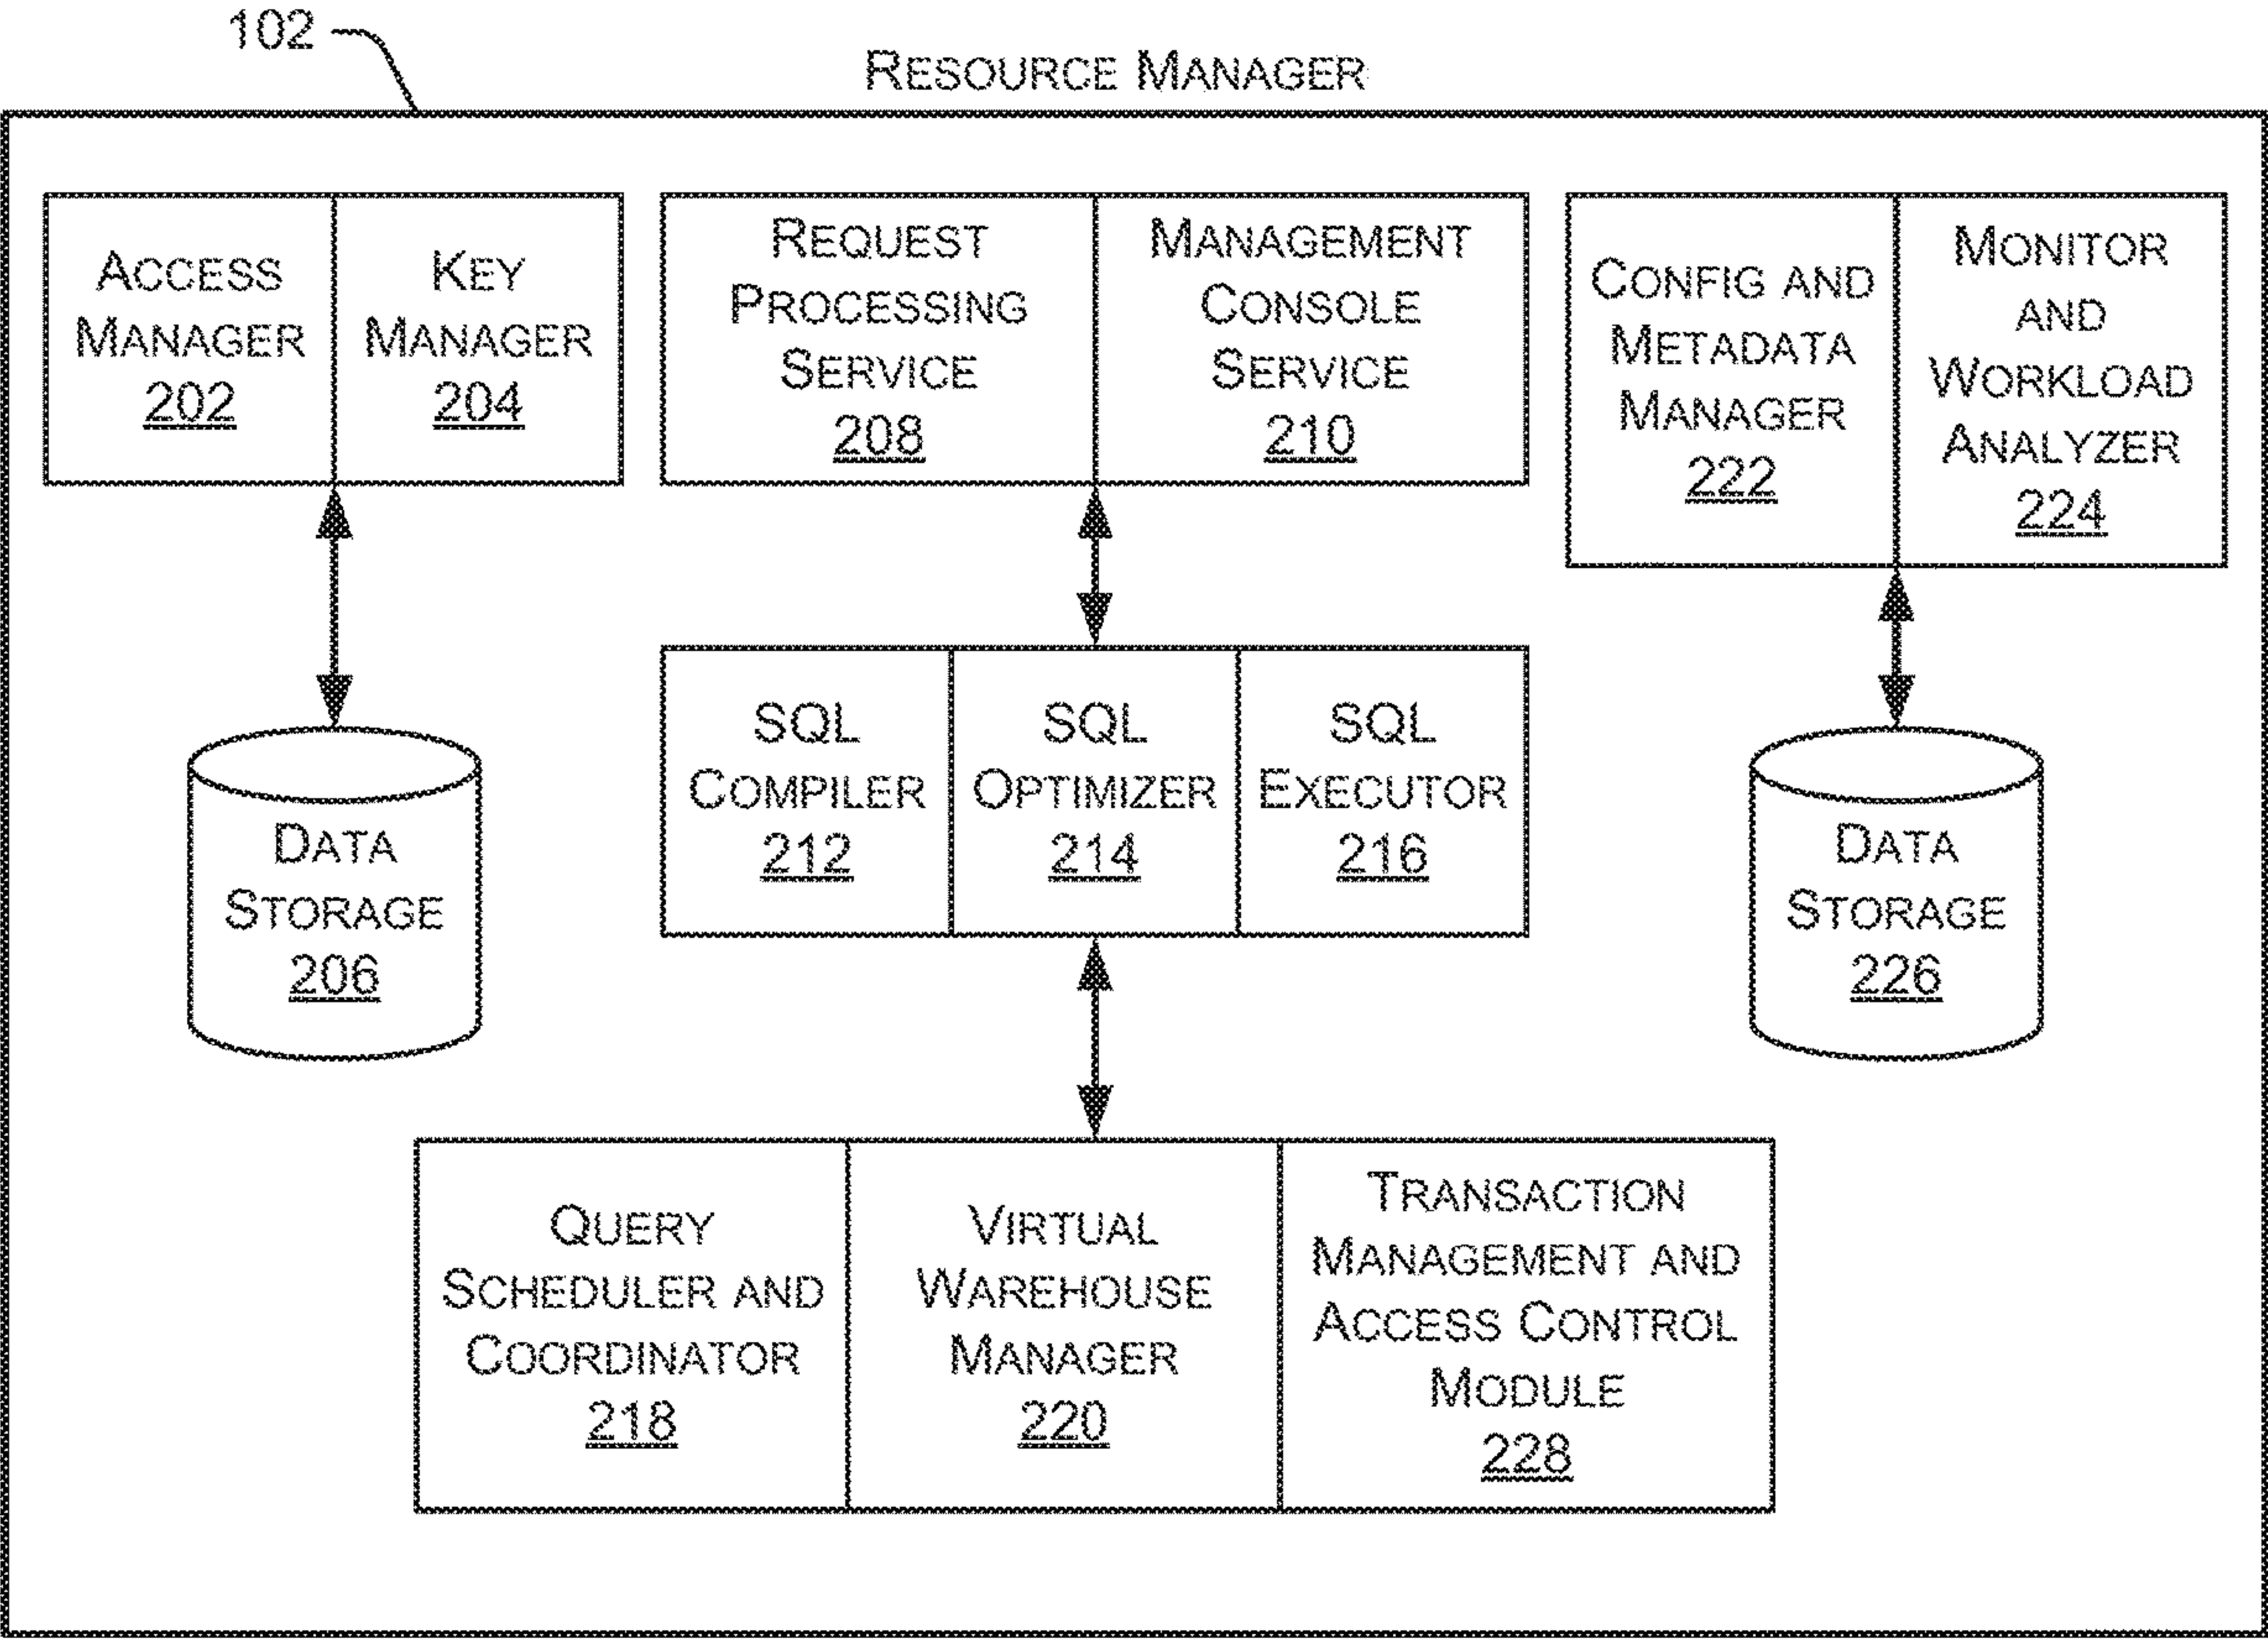 102
RESOURCE MANAGER
ACCESS
MANAGER
202
KEY
MANAGER
204
REQUEST
PROCESSING
SERVICE
208
MANAGEMENT
CONSOLE
SERVICE
210
CONFIG AND
METADATA
MANAGER
222
MONITOR
AND
WORKLOAD
ANALYZER
224
DATA
STORAGE
206
SQL
COMPILER
212
SQL
OPTIMIZER
214
SQL
EXECUTOR
216
DATA
STORAGE
226
QUERY
SCHEDULER AND
COORDINATOR
218
VIRTUAL
WAREHOUSE
MANAGER
220
TRANSACTION
MANAGEMENT AND
ACCESS CONTROL
MODULE
228